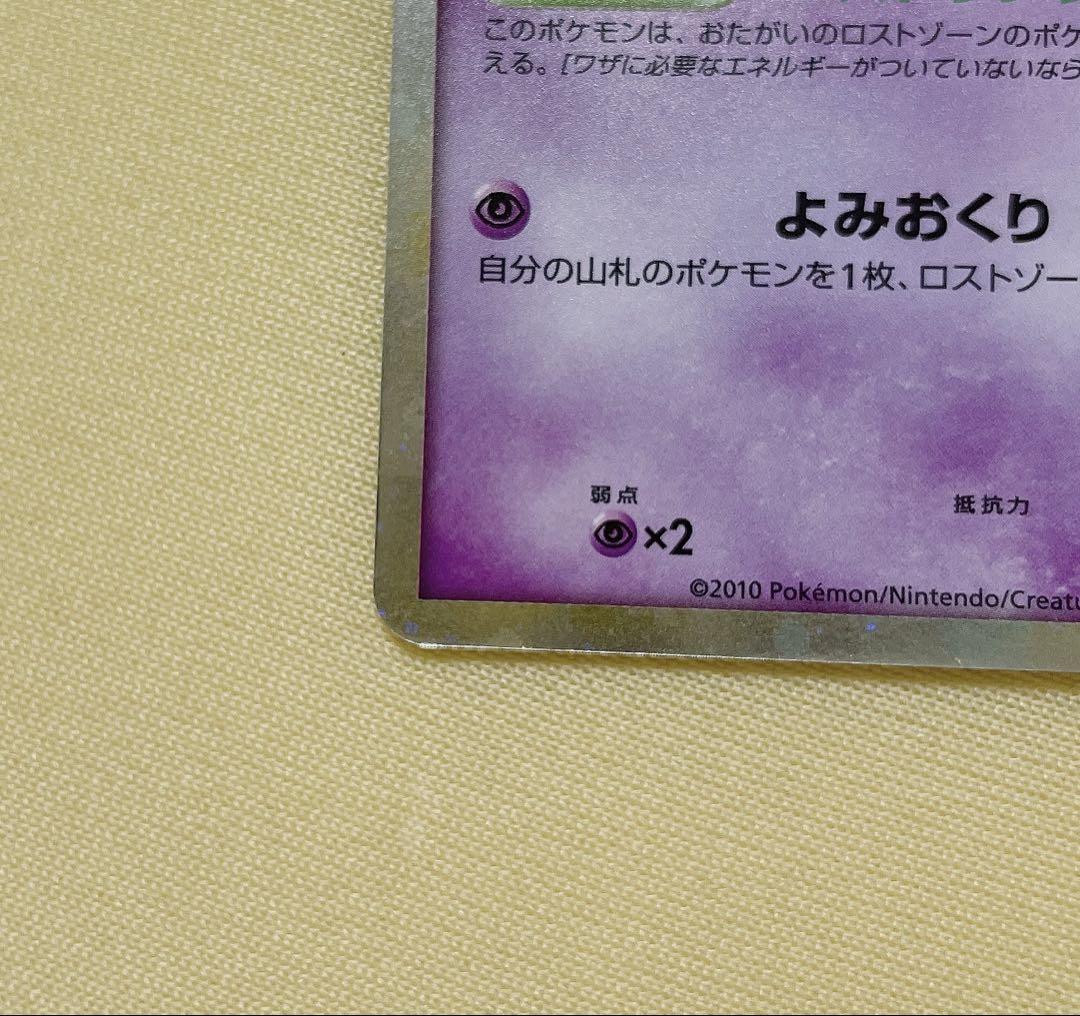 このポケモンは、おたがいのロストゾーンのポケ
える。[ワザに必要なエネルギーがついていないなら
よみおくり
自分の山札のポケモンを1枚、ロストゾー
弱点
×2
抵抗力
©2010 Pokémon/Nintendo/Creatu